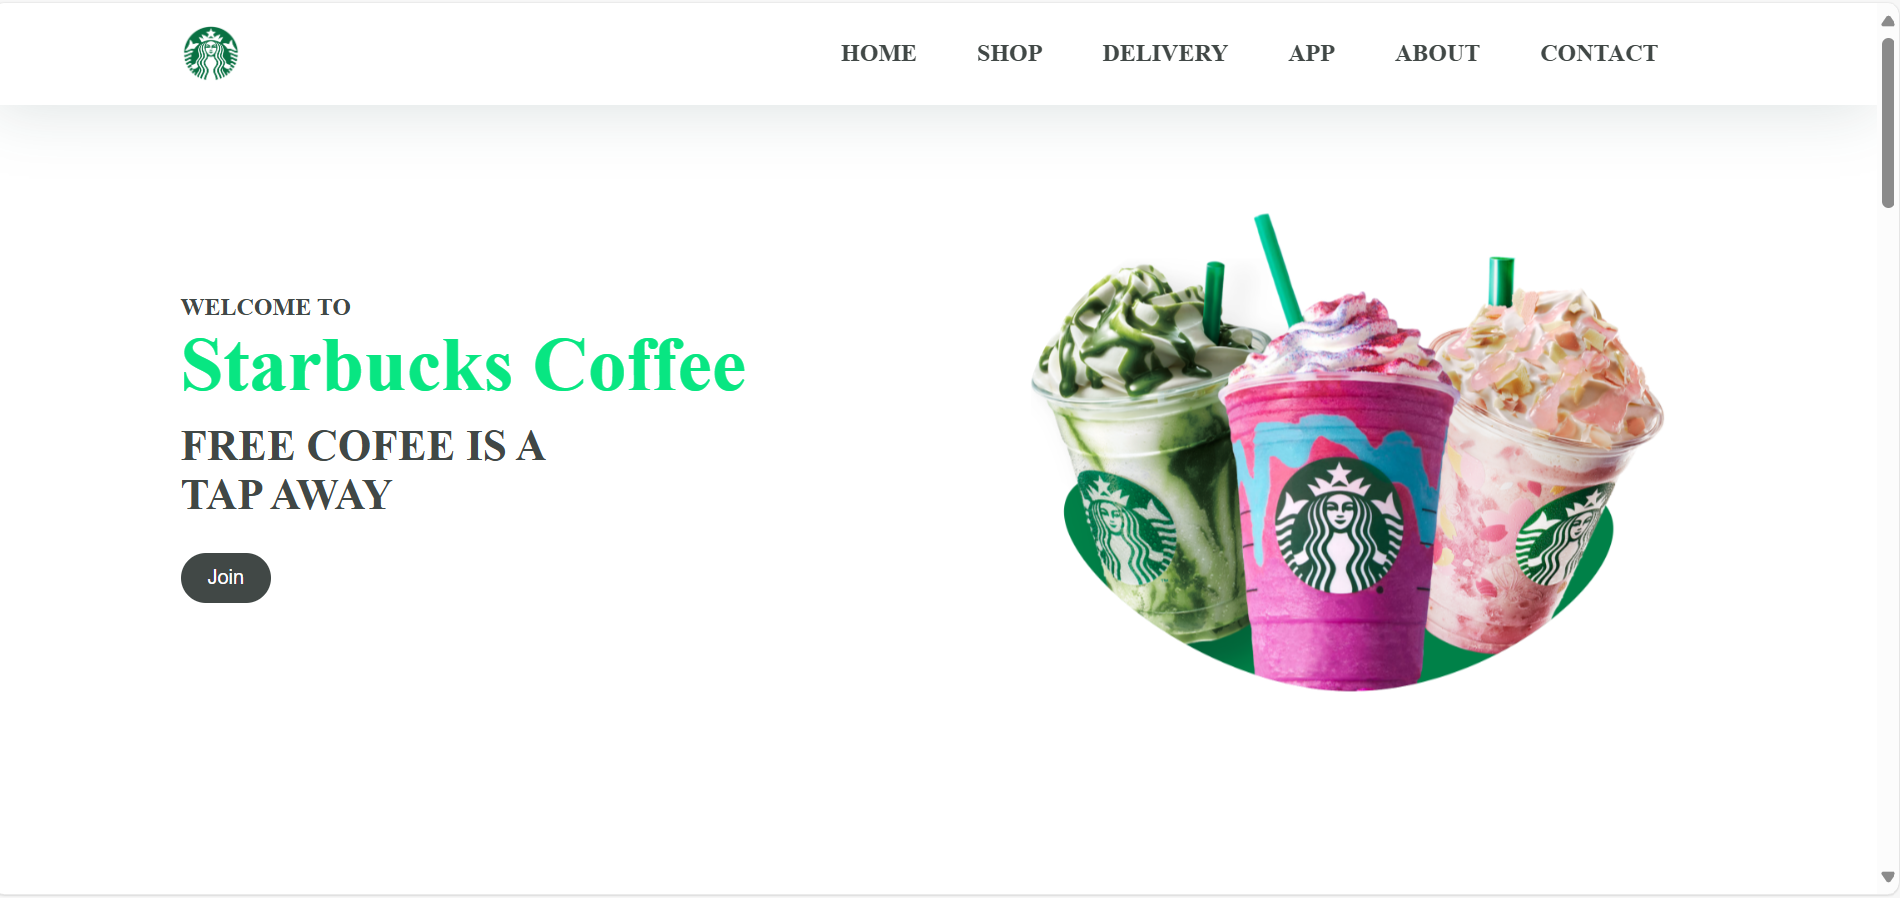 HOME SHOP DELIVERY APP ABOUT CONTACT
WELCOME TO
Starbucks Coffee
FREE COFEE IS A
TAP AWAY
Join